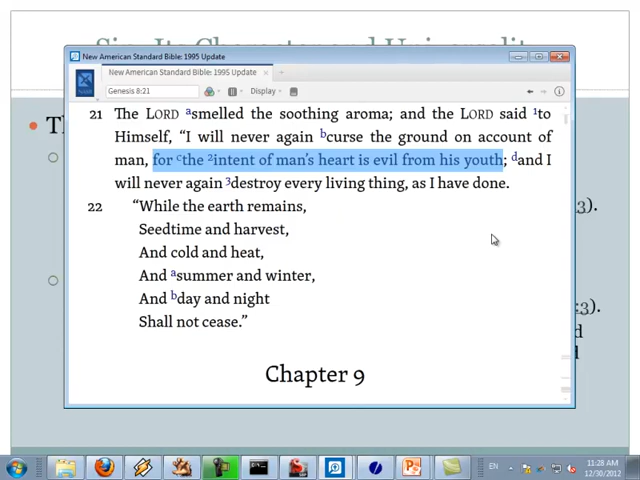 Sin: Its Character and Universality
New American Standard Bible: 1995 Update
New American Standard Bible: 1995 Update
Genesis 8:21
Display
21 The LORD asmelled the soothing aroma; and the LORD said 1to
Himself, “I will never again bcurse the ground on account of
man, for cthe 2intent of man’s heart is evil from his youth; dand I
will never again 3destroy every living thing, as I have done.
22 “While the earth remains,
Seedtime and harvest,
And cold and heat,
And asummer and winter,
And bday and night
Shall not cease.”
Chapter 9
:3).
:3).
EN
11:28 AM
12/30/2012